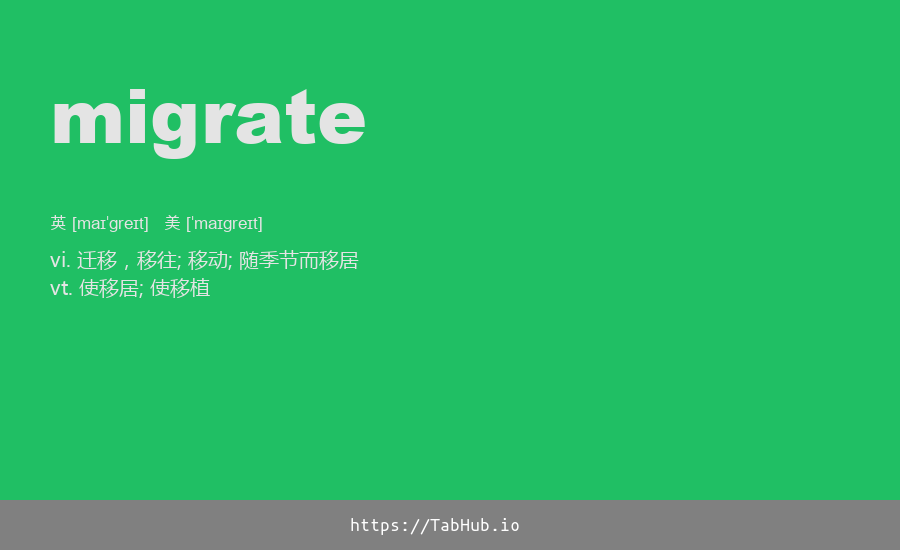 migrate
英 [maɪˈgreɪt] 美 [ˈmaɪgreɪt]
vi. 迁移，移往; 移动; 随季节而移居
vt. 使移居; 使移植
https://TabHub.io